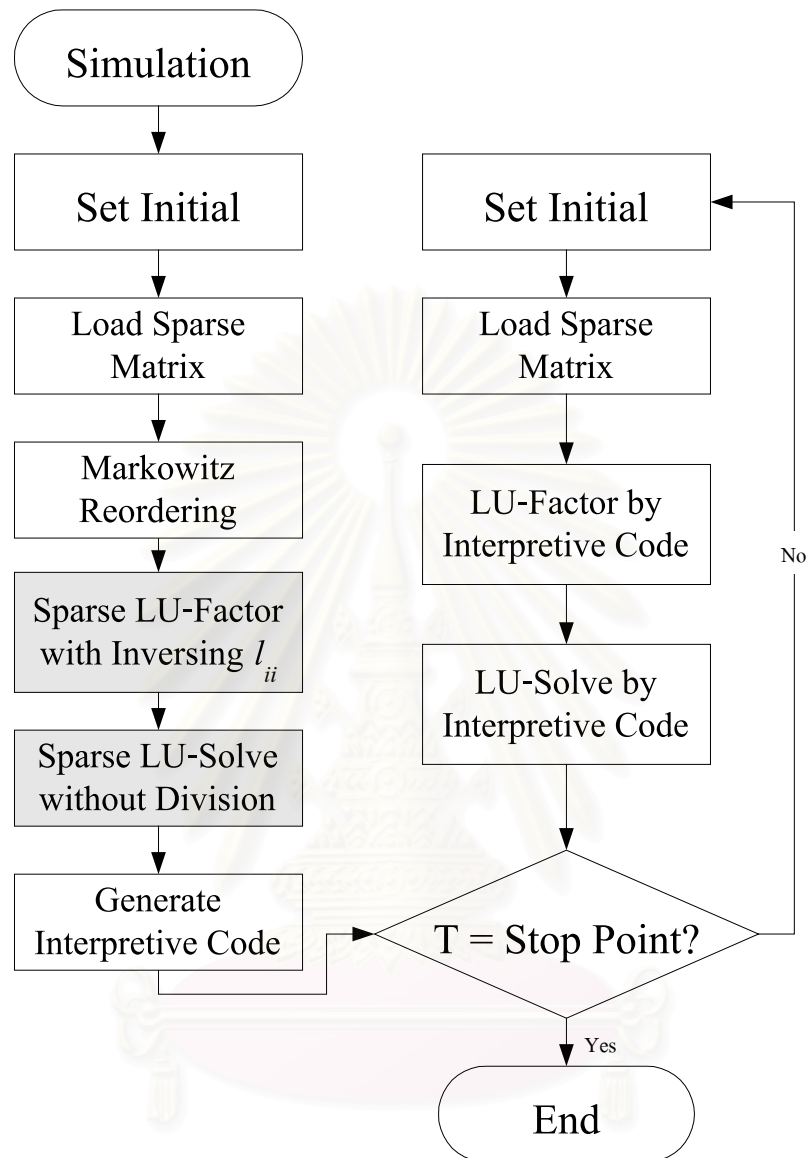 Simulation
Set Initial
Load Sparse
Matrix
Markowitz
Reordering
Sparse LU-Factor
with Inversing l_ii
Sparse LU-Solve
without Division
Generate
Interpretive Code
Set Initial
Load Sparse
Matrix
LU-Factor by
Interpretive Code
LU-Solve by
Interpretive Code
T = Stop Point?
No
Yes
End